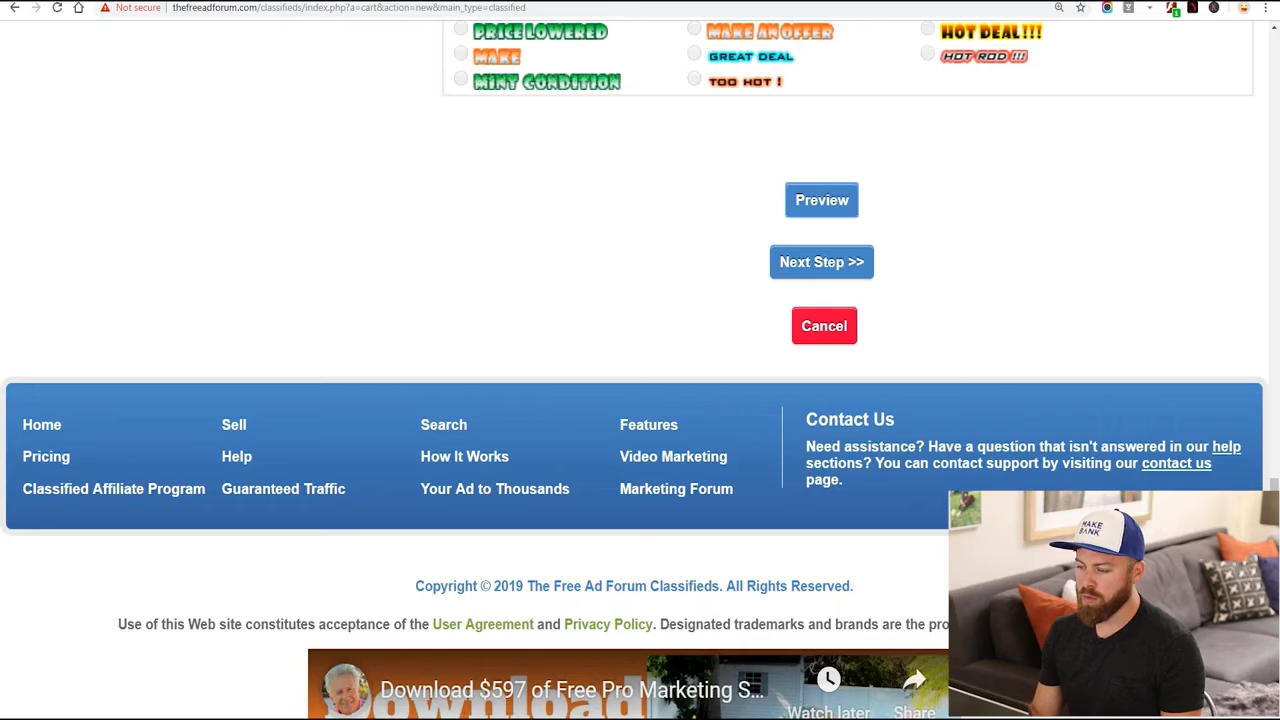 Not secure thefreeadforum.com/classifieds/index.php?a=cart&action=new&main_type=classified
PRICE LOWERED MAKE AN OFFER HOT DEAL!!!
MAKE GREAT DEAL HOT ROD !!!
MINT CONDITION TOO HOT !
Preview
Next Step >>
Cancel
Home Sell Search Features
Pricing Help How It Works Video Marketing
Classified Affiliate Program Guaranteed Traffic Your Ad to Thousands Marketing Forum
Contact Us
Need assistance? Have a question that isn't answered in our help
sections? You can contact support by visiting our contact us
page.
MAKE
BANK
Copyright © 2019 The Free Ad Forum Classifieds. All Rights Reserved.
Use of this Web site constitutes acceptance of the User Agreement and Privacy Policy. Designated trademarks and brands are the
Download $597 of Free Pro Marketing S...
Download
Watch later Share